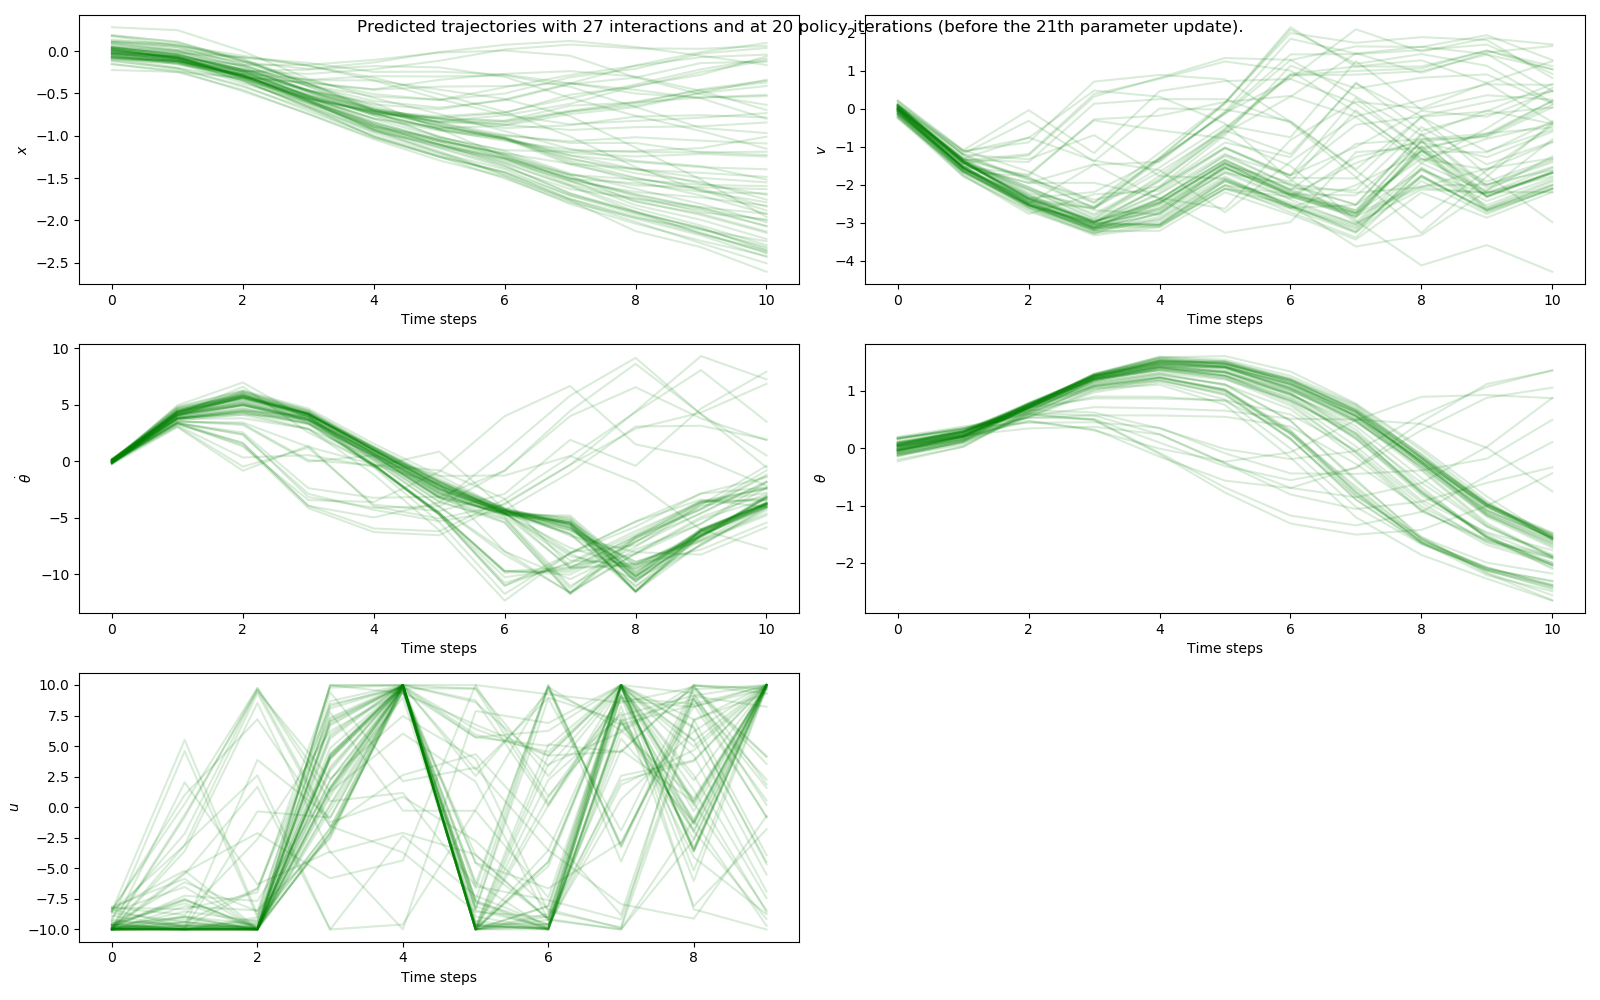 Predicted trajectories with 27 interactions and at 20 policy iterations (before the 21th parameter update).
0.0
−0.5
−1.0
−1.5
−2.0
−2.5
x
0 2 4 6 8 10
Time steps
2
1
0
−1
−2
−3
−4
v
0 2 4 6 8 10
Time steps
10
5
0
−5
−10
θ̇
0 2 4 6 8 10
Time steps
1
0
−1
−2
θ
0 2 4 6 8 10
Time steps
10.0
7.5
5.0
2.5
0.0
−2.5
−5.0
−7.5
−10.0
u
0 2 4 6 8
Time steps